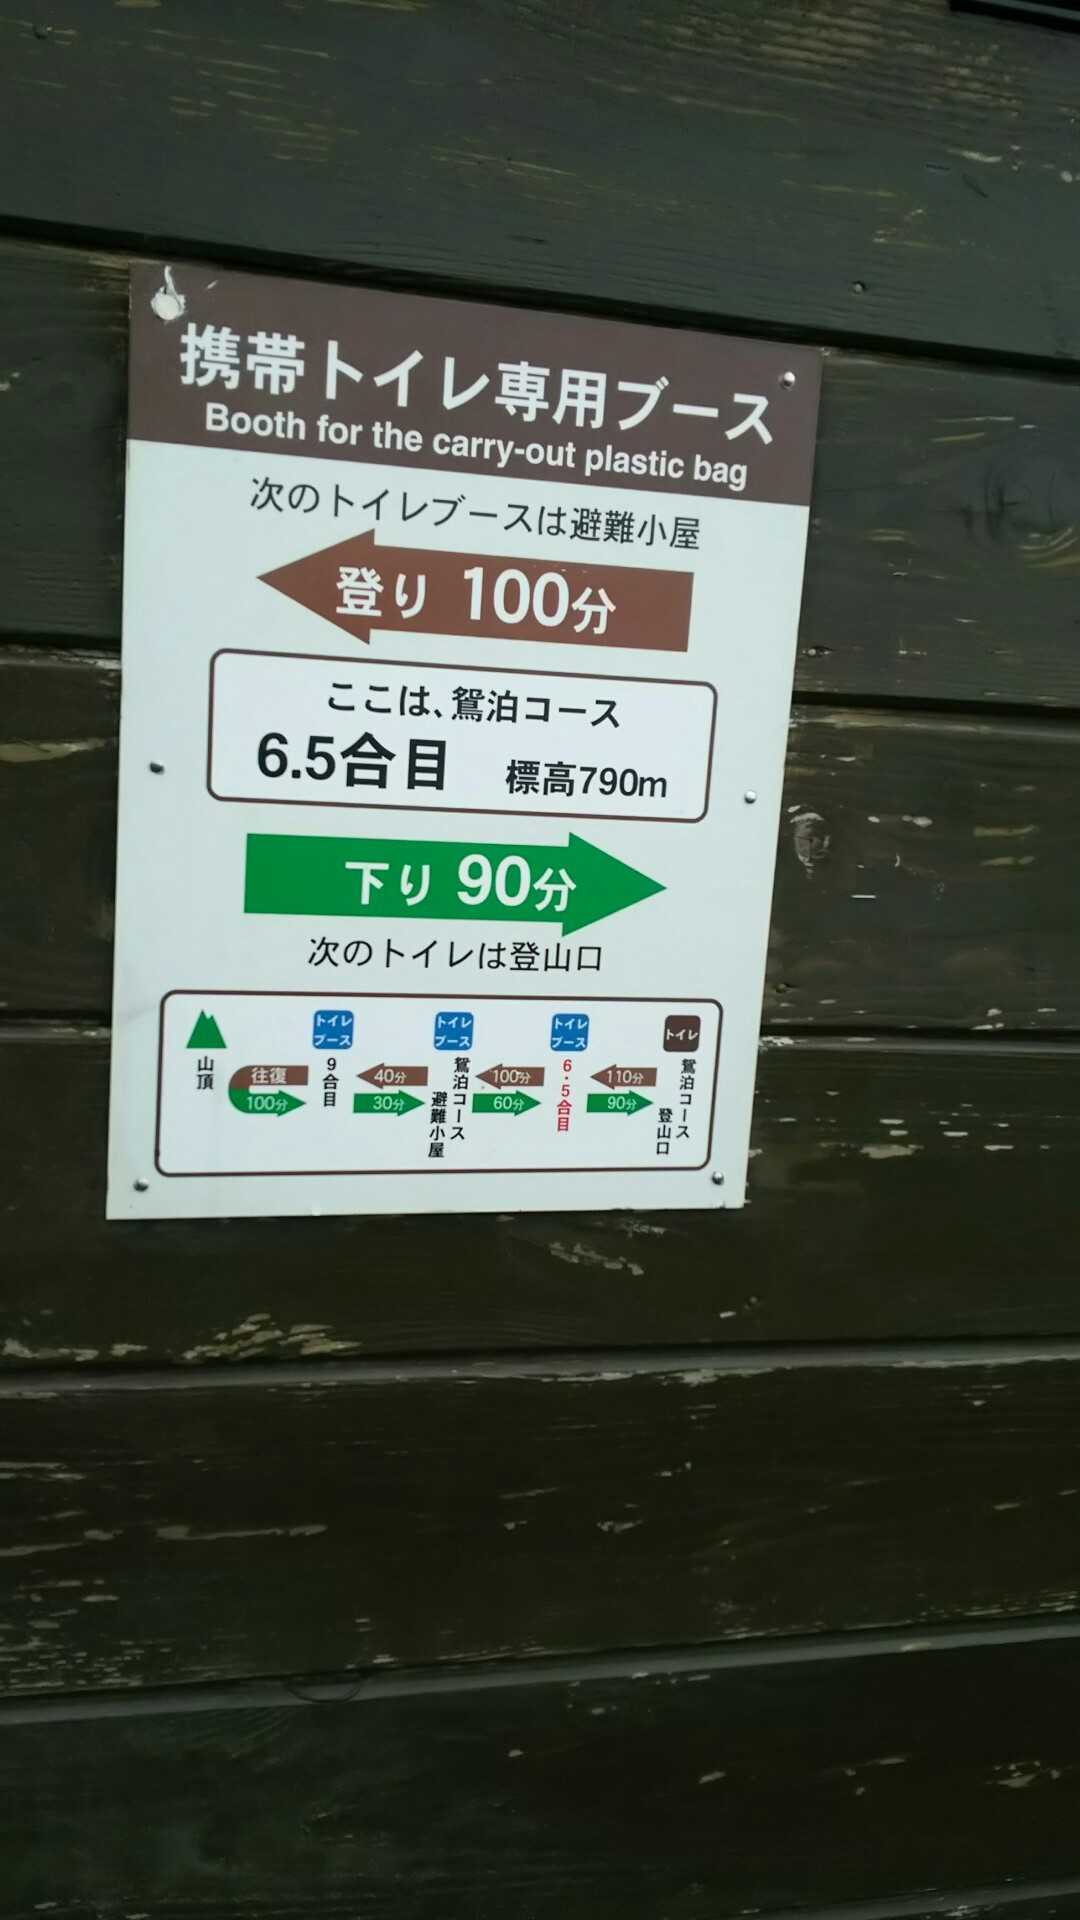 携帯トイレ専用ブース
Booth for the carry-out plastic bag
次のトイレブースは避難小屋
登り 100分
ここは、鴛泊コース
6.5合目 標高790m
下り 90分
次のトイレは登山口
山頂
往復
100分
トイレ
ブース
9合目
40分
30分
トイレ
ブース
鴛泊コース
避難小屋
100分
60分
トイレ
ブース
6・5合目
110分
90分
トイレ
鴛泊コース
登山口